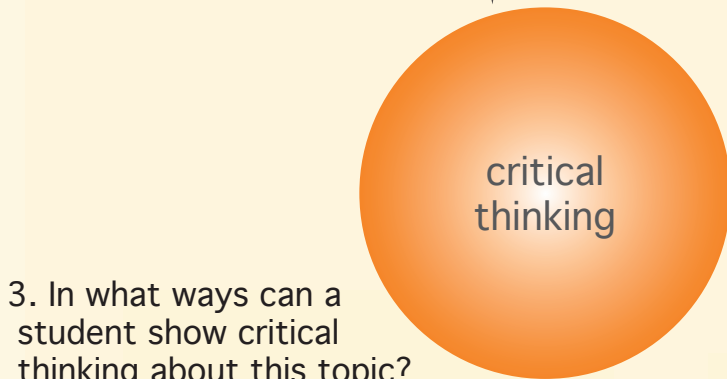 critical
thinking
3. In what ways can a
student show critical
thinking about this topic?